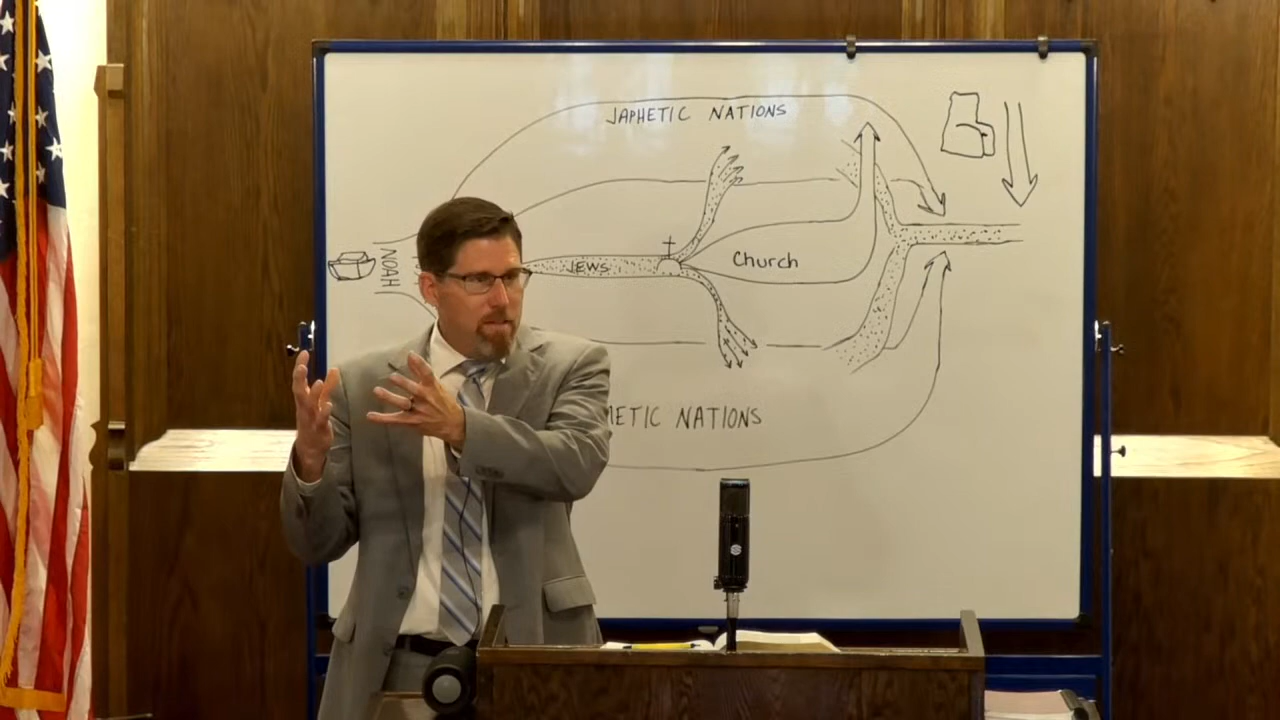 JAPHETIC NATIONS
NOAH
JEWS
Church
METIC NATIONS